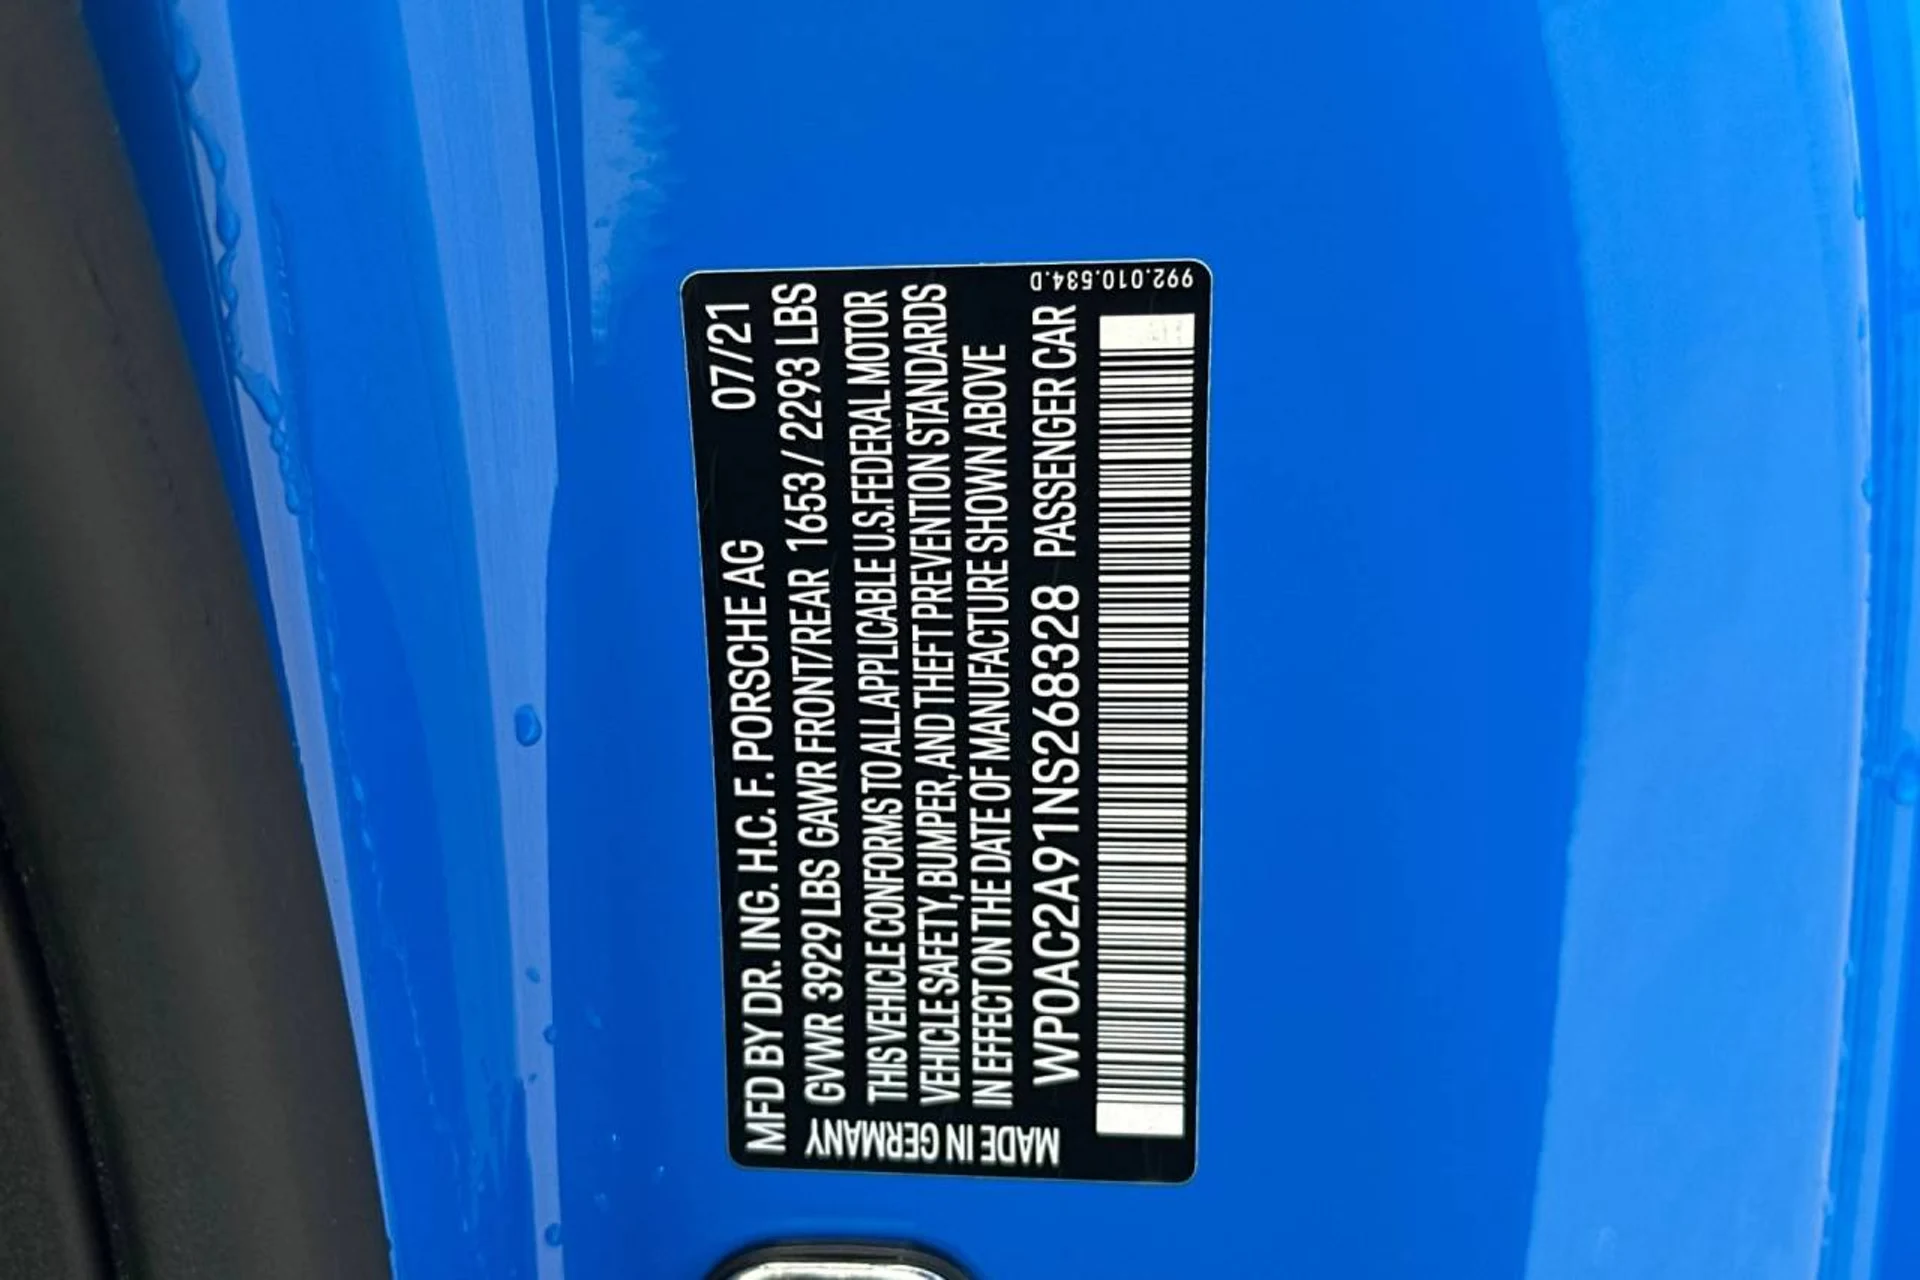 MFD BY DR. ING. H.C. F. PORSCHE AG 07/21
GVWR 3929 LBS GAWR FRONT/REAR 1653 / 2293 LBS
THIS VEHICLE CONFORMS TO ALL APPLICABLE U.S. FEDERAL MOTOR
VEHICLE SAFETY, BUMPER, AND THEFT PREVENTION STANDARDS
IN EFFECT ON THE DATE OF MANUFACTURE SHOWN ABOVE
WP0AC2A91NS268328 PASSENGER CAR
MADE IN GERMANY
992.010.534.D